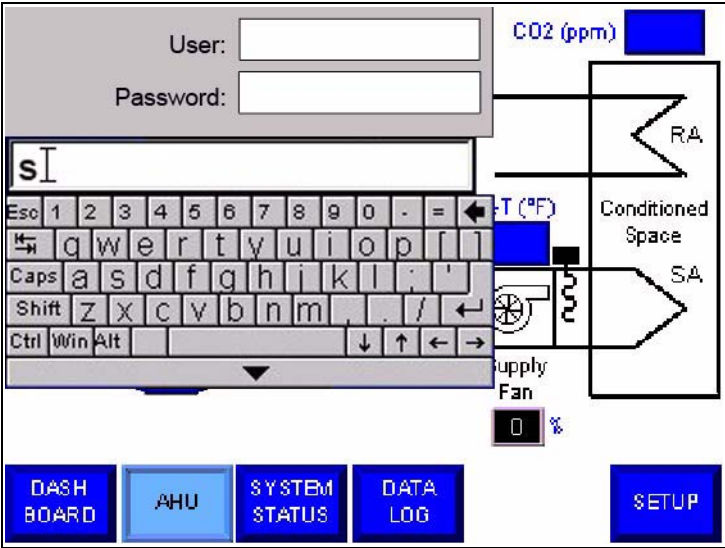 User:
CO2 (ppm)
Password:
RA
s
Esc 1 2 3 4 5 6 7 8 9 0 - =
q w e r t y u i o p [ ]
-T (°F)
Conditioned
Space
Caps a s d f g h i k l ; '
SA
Shift z x c v b n m , . /
Ctrl Win Alt ↓ ↑ ← →
upply
Fan
0 %
DASH
BOARD
AHU
SYSTEM
STATUS
DATA
LOG
SETUP